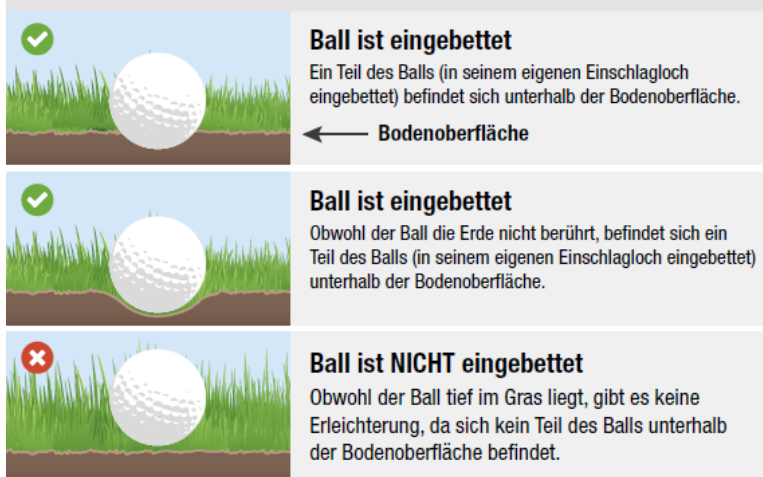 Ball ist eingebettet
Ein Teil des Balls (in seinem eigenen Einschlagloch
eingebettet) befindet sich unterhalb der Bodenoberfläche.
Bodenoberfläche
Ball ist eingebettet
Obwohl der Ball die Erde nicht berührt, befindet sich ein
Teil des Balls (in seinem eigenen Einschlagloch eingebettet)
unterhalb der Bodenoberfläche.
Ball ist NICHT eingebettet
Obwohl der Ball tief im Gras liegt, gibt es keine
Erleichterung, da sich kein Teil des Balls unterhalb
der Bodenoberfläche befindet.